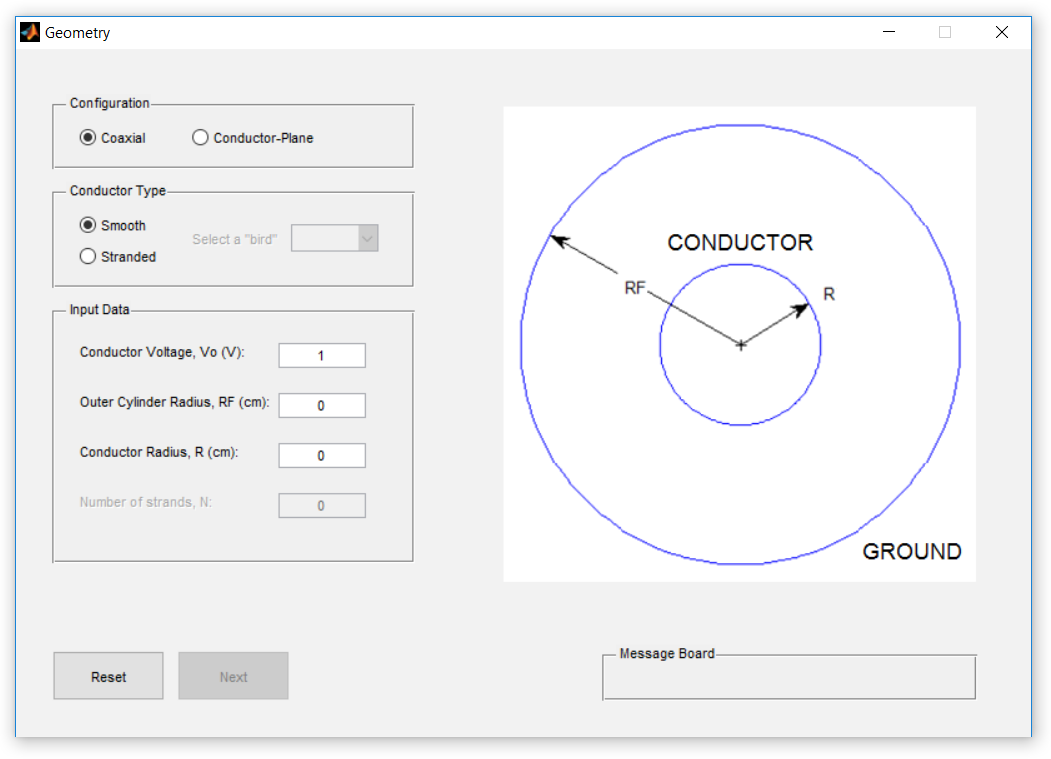 Geometry
Configuration
Coaxial
Conductor-Plane
Conductor Type
Smooth
Select a "bird"
Stranded
Input Data
Conductor Voltage, Vo (V):
1
Outer Cylinder Radius, RF (cm):
0
Conductor Radius, R (cm):
0
Number of strands, N:
0
Reset
Next
CONDUCTOR
RF
R
GROUND
Message Board